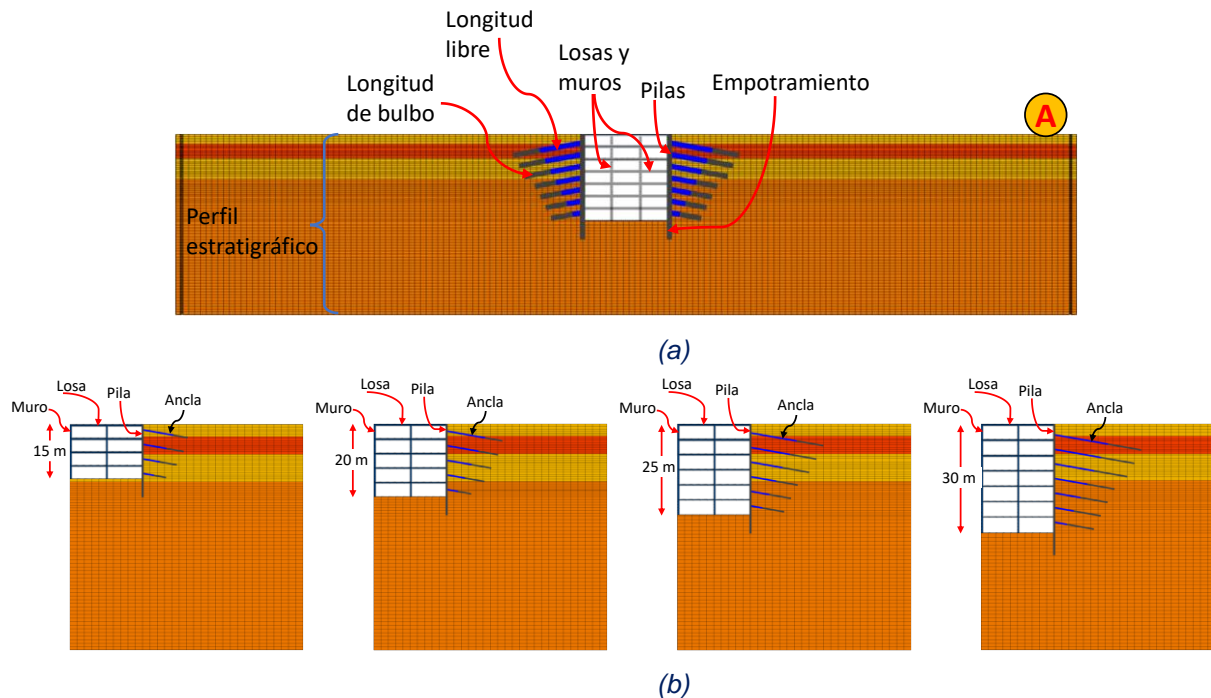 Longitud
libre
Losas y
muros
Longitud
de bulbo
Pilas
Empotramiento
A
Perfil
estratigráfico
(a)
Losa
Pila
Muro
Ancla
15 m
Losa
Pila
Muro
Ancla
20 m
Losa
Pila
Muro
Ancla
25 m
Losa
Pila
Muro
Ancla
30 m
(b)